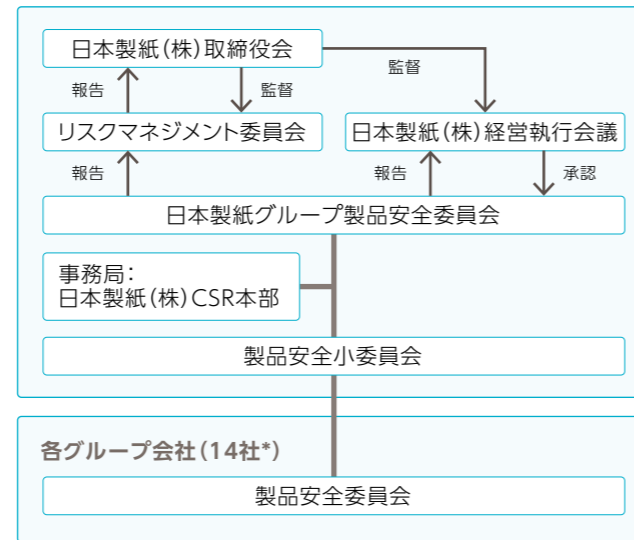 日本製紙（株）取締役会
監督
報告
監督
リスクマネジメント委員会
日本製紙（株）経営執行会議
報告
報告
承認
日本製紙グループ製品安全委員会
事務局：
日本製紙（株）CSR本部
製品安全小委員会
各グループ会社（14社*）
製品安全委員会